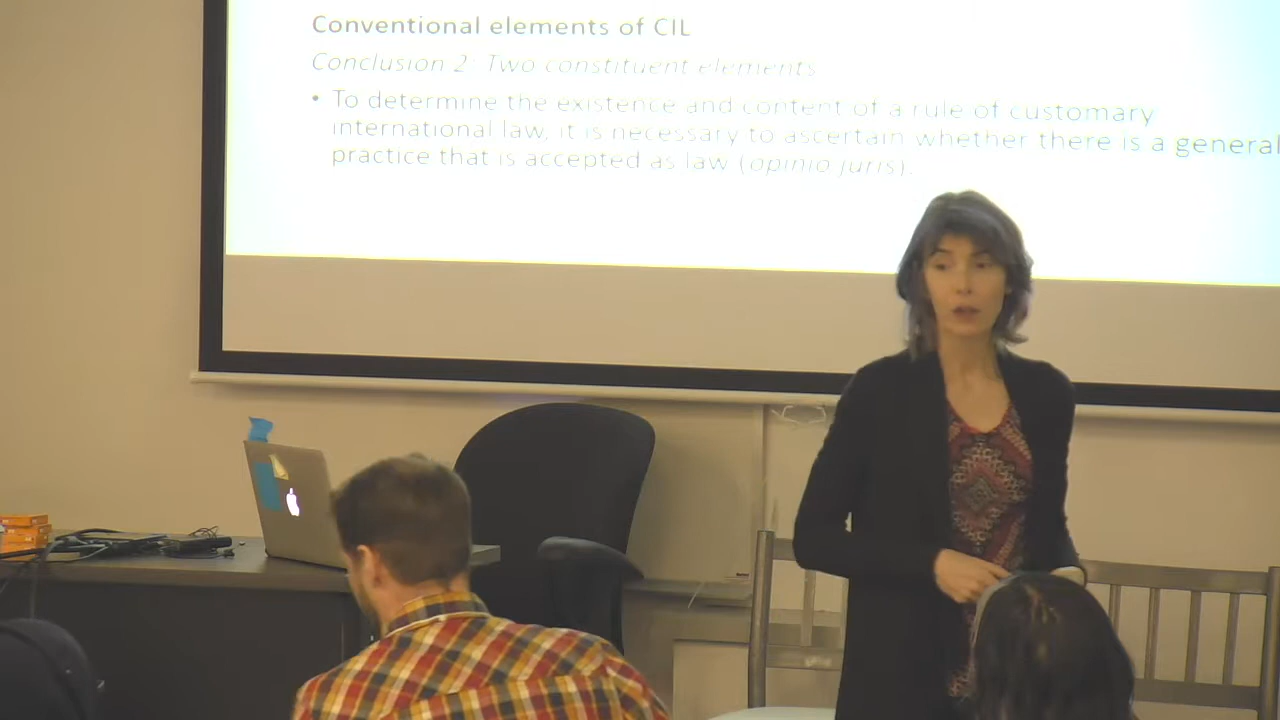 Conventional elements of CIL
Conclusion 2: Two constituent elements
• To determine the existence and content of a rule of customary
international law, it is necessary to ascertain whether there is a general
practice that is accepted as law (opinio juris).